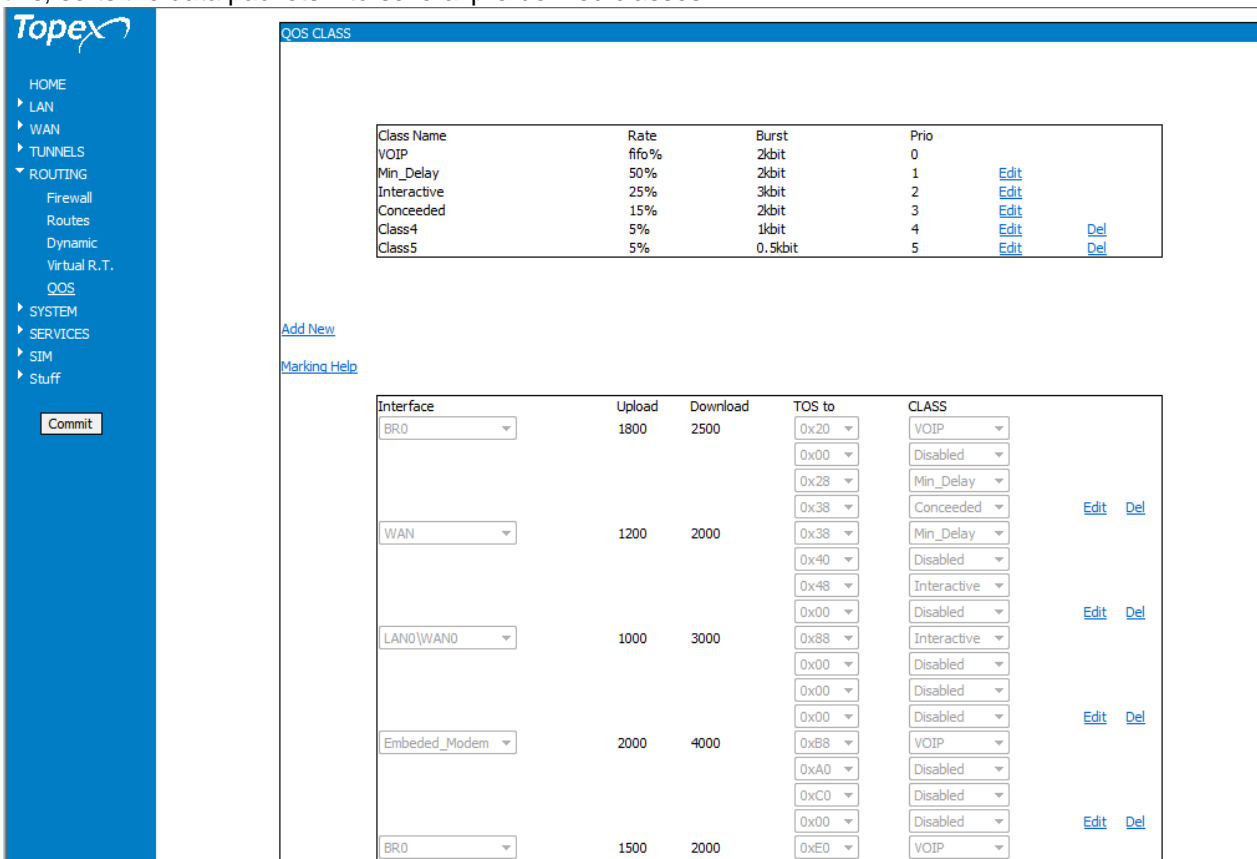 Topex
QOS CLASS
HOME
LAN
WAN
TUNNELS
ROUTING
Firewall
Routes
Dynamic
Virtual R.T.
QOS
SYSTEM
SERVICES
SIM
Stuff
Commit
Class Name Rate Burst Prio
VOIP fifo% 2kbit 0
Min_Delay 50% 2kbit 1 Edit
Interactive 25% 3kbit 2 Edit
Conceeded 15% 2kbit 3 Edit
Class4 5% 1kbit 4 Edit Del
Class5 5% 0.5kbit 5 Edit Del
Add New
Marking Help
Interface Upload Download TOS to CLASS
BR0 1800 2500 0x20 VOIP
0x00 Disabled
0x28 Min_Delay
0x38 Conceeded Edit Del
WAN 1200 2000 0x38 Min_Delay
0x40 Disabled
0x48 Interactive
0x00 Disabled Edit Del
LAN0\WAN0 1000 3000 0x88 Interactive
0x00 Disabled
0x00 Disabled
0x00 Disabled Edit Del
Embeded_Modem 2000 4000 0xB8 VOIP
0xA0 Disabled
0xC0 Disabled
0x00 Disabled Edit Del
BR0 1500 2000 0xE0 VOIP